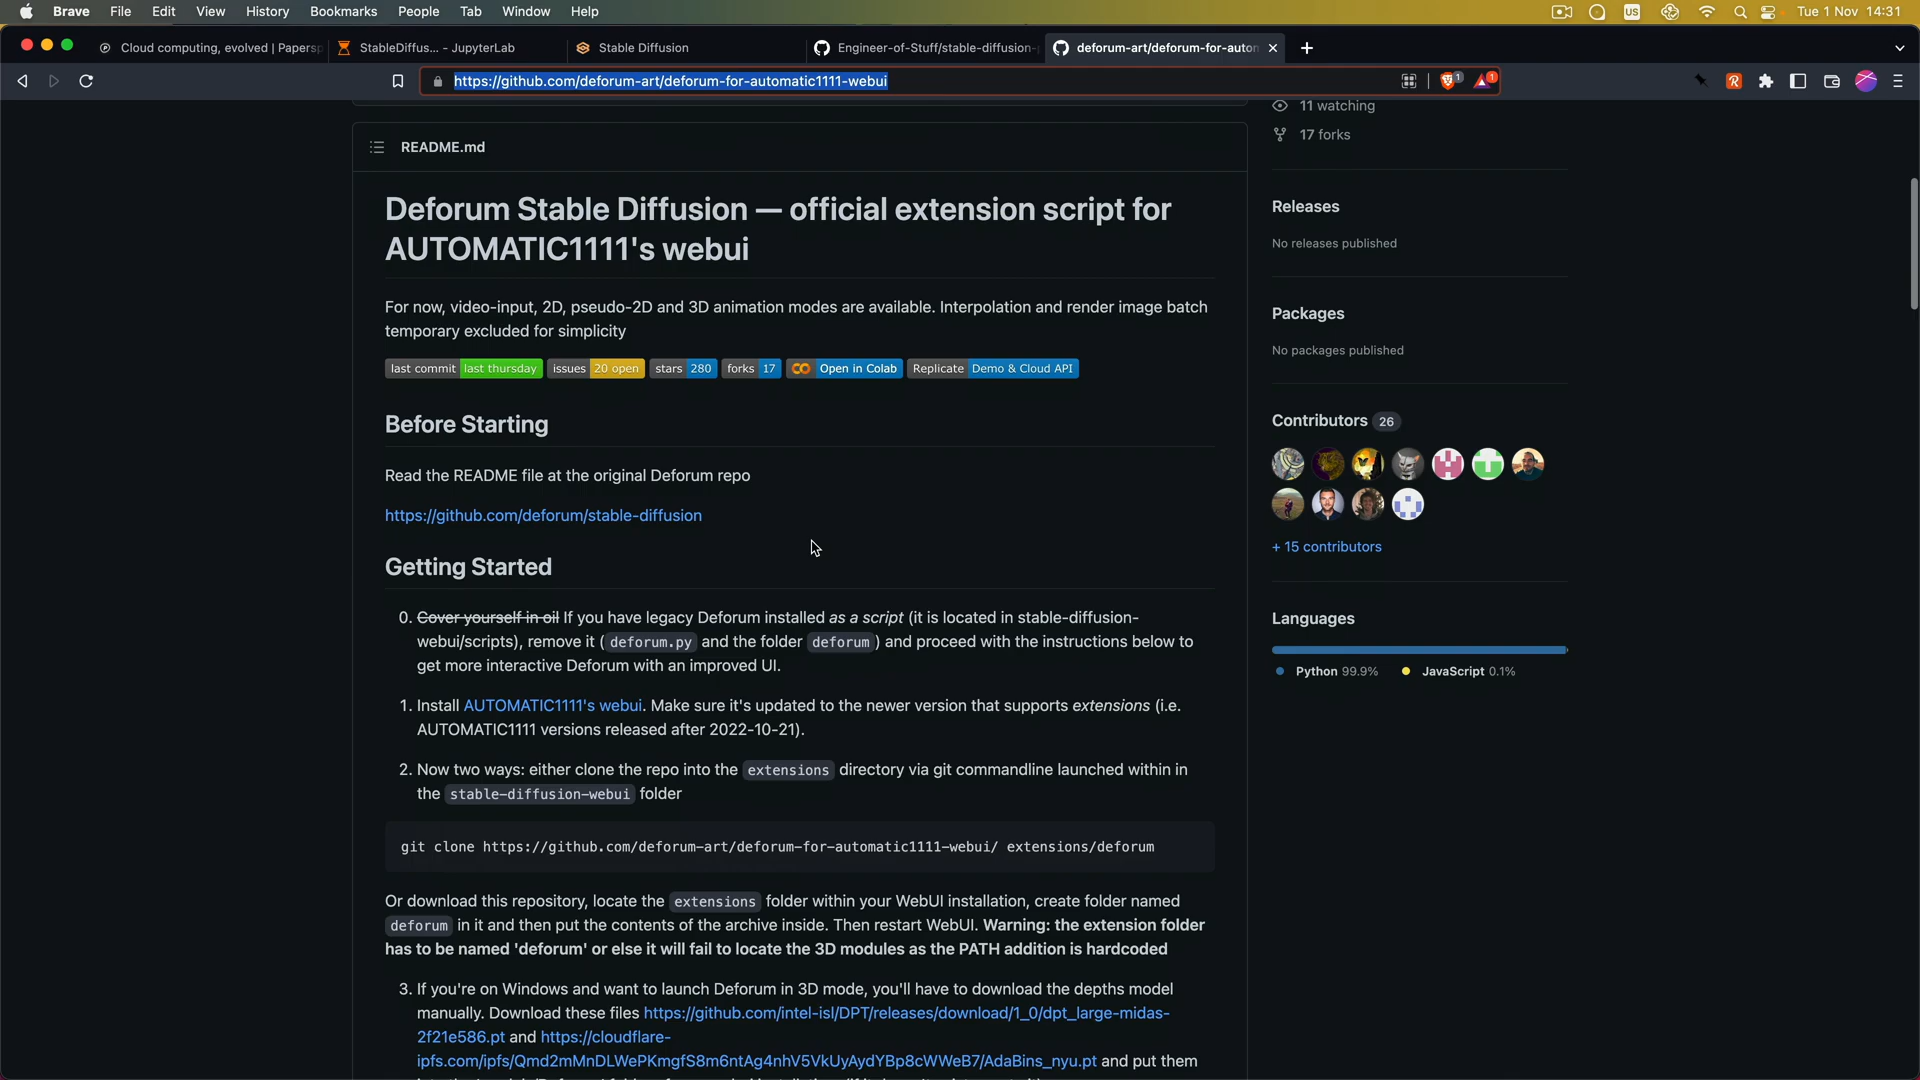 Brave File Edit View History Bookmarks People Tab Window Help US Tue 1 Nov 14:31
Cloud computing, evolved | Papersp StableDiffus... - JupyterLab Stable Diffusion Engineer-of-Stuff/stable-diffusion- deforum-art/deforum-for-auton
https://github.com/deforum-art/deforum-for-automatic1111-webui 1 1
11 watching
17 forks
README.md
Deforum Stable Diffusion — official extension script for
AUTOMATIC1111's webui
For now, video-input, 2D, pseudo-2D and 3D animation modes are available. Interpolation and render image batch
temporary excluded for simplicity
last commit last thursday issues 20 open stars 280 forks 17 Open in Colab Replicate Demo & Cloud API
Before Starting
Read the README file at the original Deforum repo
https://github.com/deforum/stable-diffusion
Getting Started
0. Cover yourself in oil If you have legacy Deforum installed as a script (it is located in stable-diffusion-
webui/scripts), remove it ( deforum.py and the folder deforum ) and proceed with the instructions below to
get more interactive Deforum with an improved UI.
1. Install AUTOMATIC1111's webui. Make sure it's updated to the newer version that supports extensions (i.e.
AUTOMATIC1111 versions released after 2022-10-21).
2. Now two ways: either clone the repo into the extensions directory via git commandline launched within in
the stable-diffusion-webui folder
git clone https://github.com/deforum-art/deforum-for-automatic1111-webui/ extensions/deforum
Or download this repository, locate the extensions folder within your WebUI installation, create folder named
deforum in it and then put the contents of the archive inside. Then restart WebUI. Warning: the extension folder
has to be named 'deforum' or else it will fail to locate the 3D modules as the PATH addition is hardcoded
3. If you're on Windows and want to launch Deforum in 3D mode, you'll have to download the depths model
manually. Download these files https://github.com/intel-isl/DPT/releases/download/1_0/dpt_large-midas-
2f21e586.pt and https://cloudflare-
ipfs.com/ipfs/Qmd2mMnDLWePKmgfS8m6ntAg4nhV5VkUyAydYBp8cWWeB7/AdaBins_nyu.pt and put them
Releases
No releases published
Packages
No packages published
Contributors 26
+ 15 contributors
Languages
Python 99.9% JavaScript 0.1%